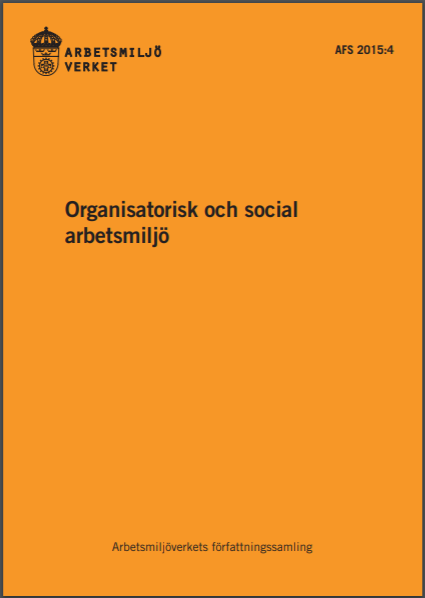 ARBETSMILJÖ
VERKET
AFS 2015:4
Organisatorisk och social
arbetsmiljö
Arbetsmiljöverkets författningssamling